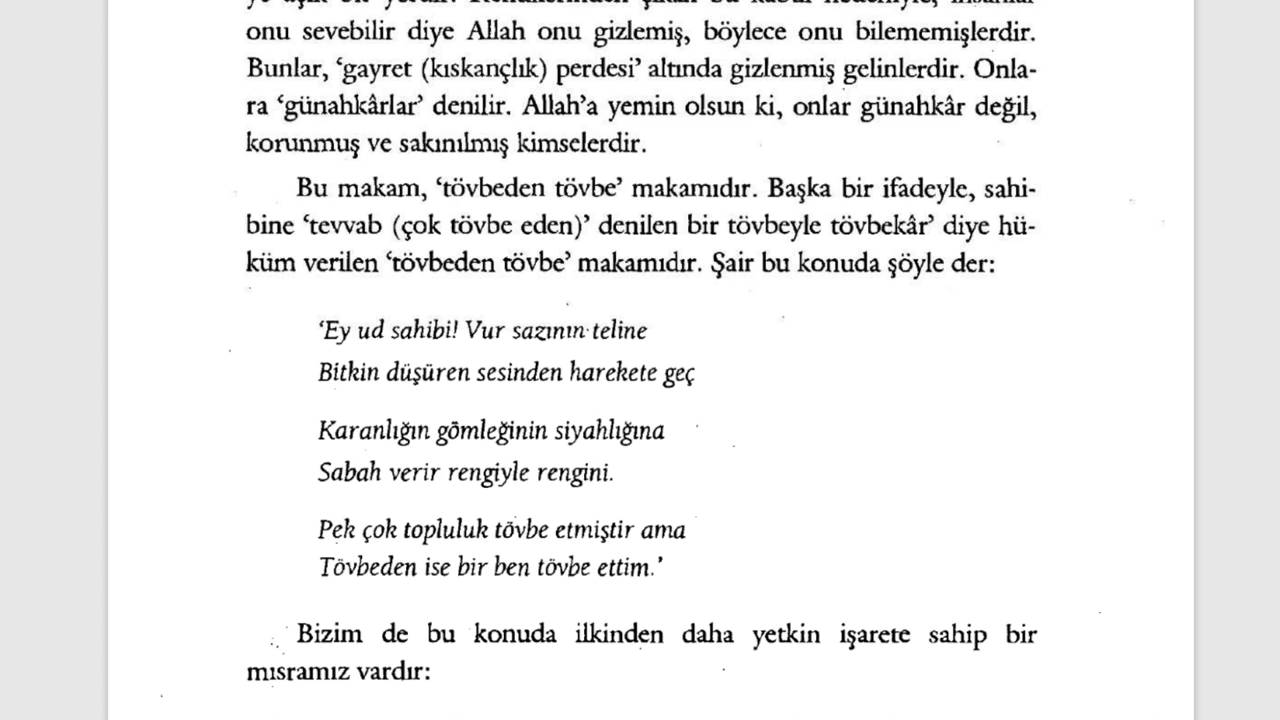 onu sevebilir diye Allah onu gizlemiş, böylece onu bilememişlerdir.
Bunlar, ‘gayret (kıskançlık) perdesi’ altında gizlenmiş gelinlerdir. Onla-
ra ‘günahkârlar’ denilir. Allah’a yemin olsun ki, onlar günahkâr değil,
korunmuş ve sakınılmış kimselerdir.
Bu makam, ‘tövbeden tövbe’ makamıdır. Başka bir ifadeyle, sahi-
bine ‘tevvab (çok tövbe eden)’ denilen bir tövbeyle tövbekâr’ diye hü-
küm verilen ‘tövbeden tövbe’ makamıdır. Şair bu konuda şöyle der:
‘Ey ud sahibi! Vur sazının teline
Bitkin düşüren sesinden harekete geç
Karanlığın gömleğinin siyahlığına
Sabah verir rengiyle rengini.
Pek çok topluluk tövbe etmiştir ama
Tövbeden ise bir ben tövbe ettim.’
Bizim de bu konuda ilkinden daha yetkin işarete sahip bir
mısramız vardır: